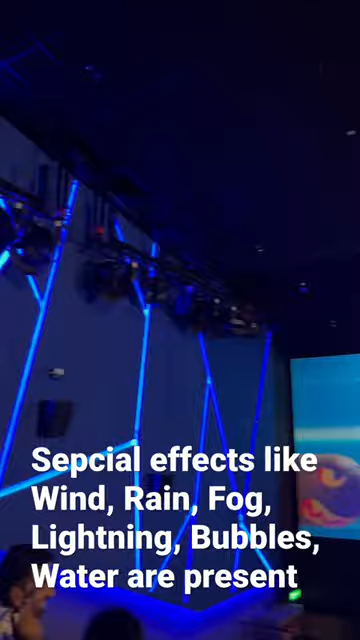 Sepcial effects like
Wind, Rain, Fog,
Lightning, Bubbles,
Water are present